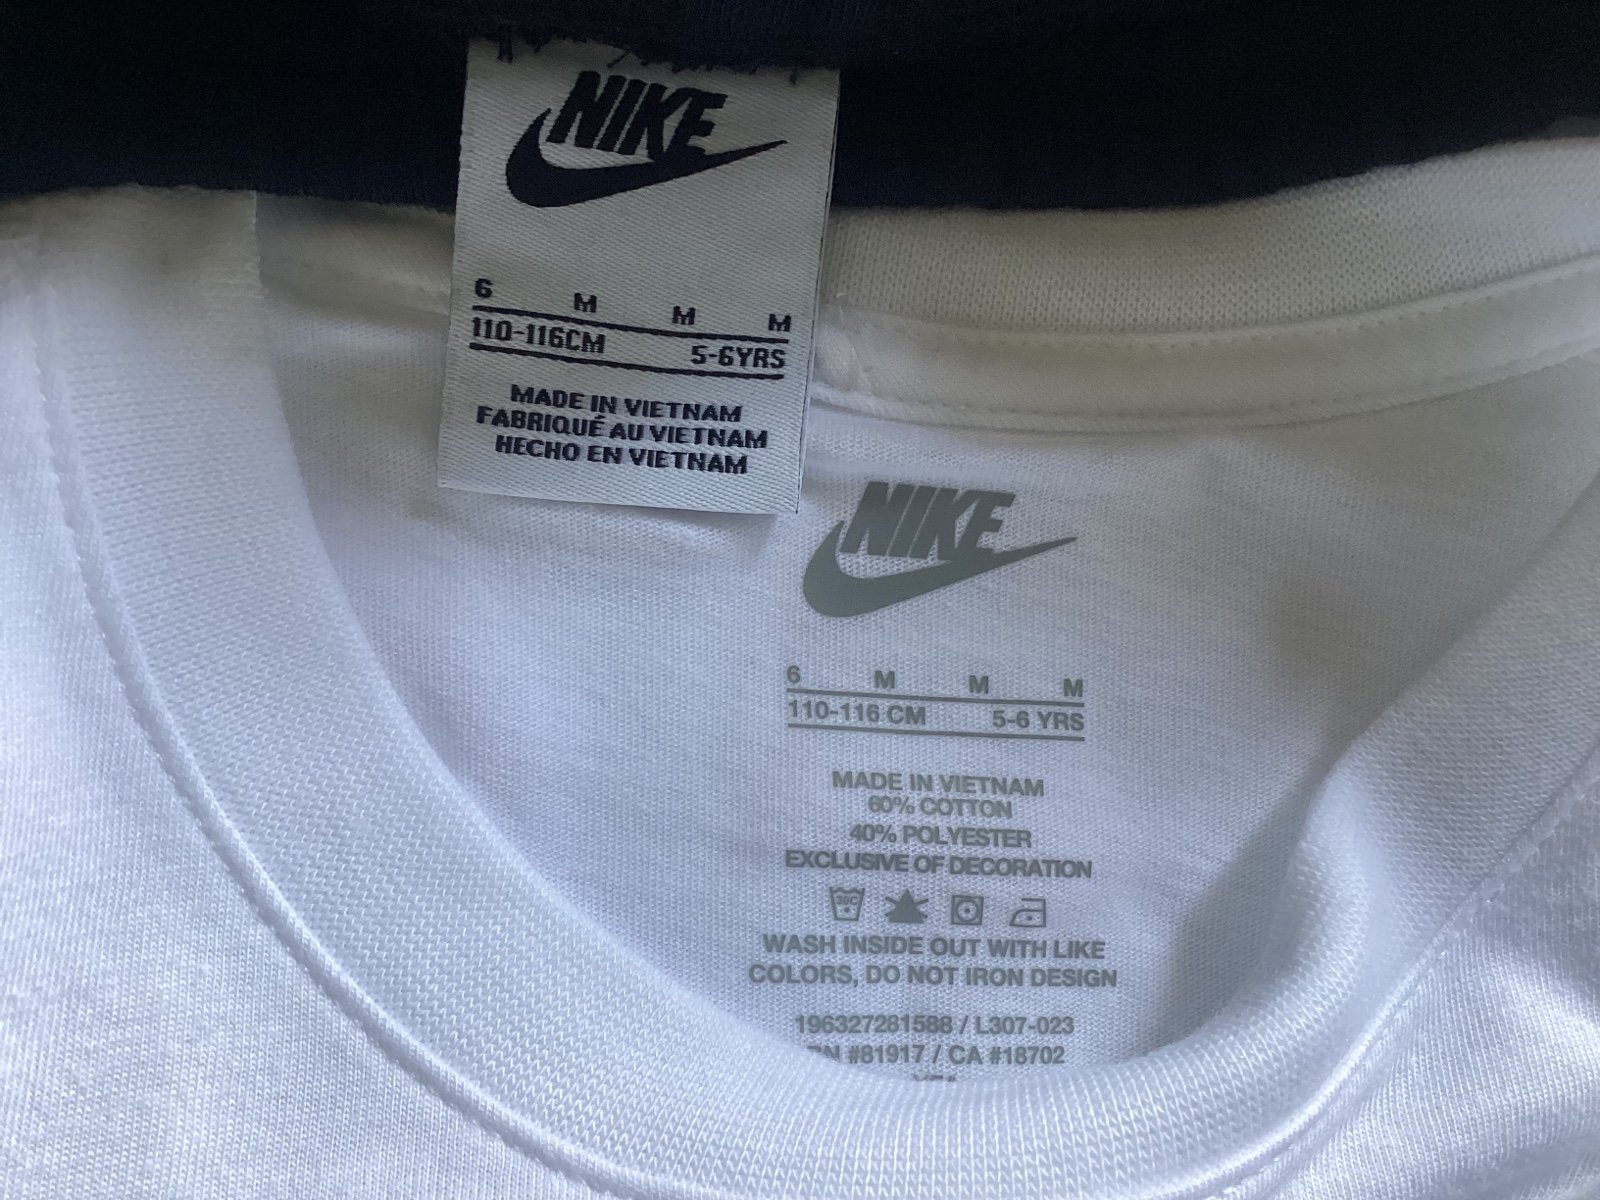 NIKE
6 M M M
110-116CM 5-6YRS
MADE IN VIETNAM
FABRIQUÉ AU VIETNAM
HECHO EN VIETNAM
NIKE
6 M M M
110-116 CM 5-6 YRS
MADE IN VIETNAM
60% COTTON
40% POLYESTER
EXCLUSIVE OF DECORATION
30C
WASH INSIDE OUT WITH LIKE
COLORS, DO NOT IRON DESIGN
196327281588 / L307-023
#81917 / CA #18702